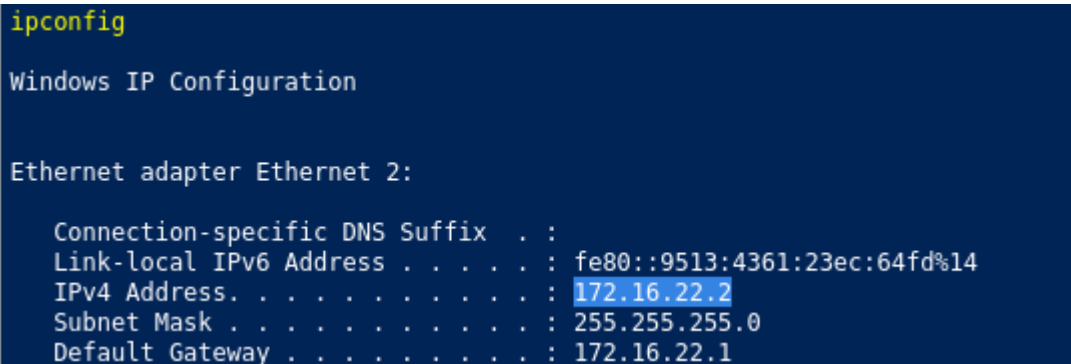 ipconfig
Windows IP Configuration
Ethernet adapter Ethernet 2:
Connection-specific DNS Suffix  . :
Link-local IPv6 Address . . . . . : fe80::9513:4361:23ec:64fd%14
IPv4 Address. . . . . . . . . . . : 172.16.22.2
Subnet Mask . . . . . . . . . . . : 255.255.255.0
Default Gateway . . . . . . . . . : 172.16.22.1